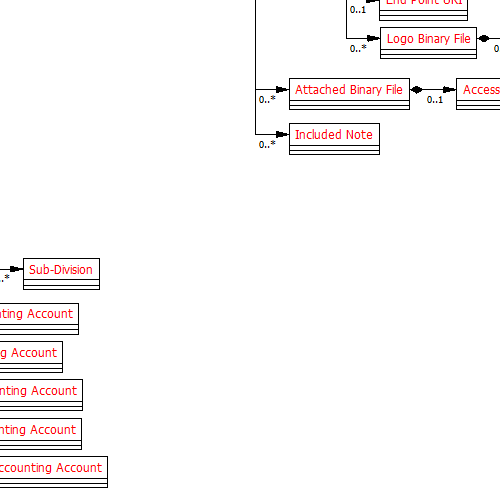 End Point URI
0..1
Logo Binary File
0..*
0
Attached Binary File
0..*
0..1
Access
Included Note
0..*
Sub-Division
..*
nting Account
g Account
nting Account
nting Account
ccounting Account